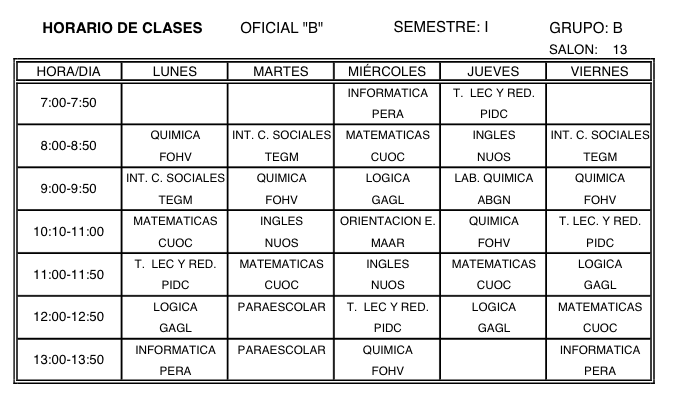 HORARIO DE CLASES OFICIAL "B" SEMESTRE: I GRUPO: B
SALON: 13
HORA/DIA LUNES MARTES MIÉRCOLES JUEVES VIERNES
7:00-7:50 INFORMATICA T. LEC Y RED.
PERA PIDC
8:00-8:50 QUIMICA INT. C. SOCIALES MATEMATICAS INGLES INT. C. SOCIALES
FOHV TEGM CUOC NUOS TEGM
9:00-9:50 INT. C. SOCIALES QUIMICA LOGICA LAB. QUIMICA QUIMICA
TEGM FOHV GAGL ABGN FOHV
10:10-11:00 MATEMATICAS INGLES ORIENTACION E. QUIMICA T. LEC. Y RED.
CUOC NUOS MAAR FOHV PIDC
11:00-11:50 T. LEC Y RED. MATEMATICAS INGLES MATEMATICAS LOGICA
PIDC CUOC NUOS CUOC GAGL
12:00-12:50 LOGICA PARAESCOLAR T. LEC Y RED. LOGICA MATEMATICAS
GAGL PIDC GAGL CUOC
13:00-13:50 INFORMATICA PARAESCOLAR QUIMICA INFORMATICA
PERA FOHV PERA